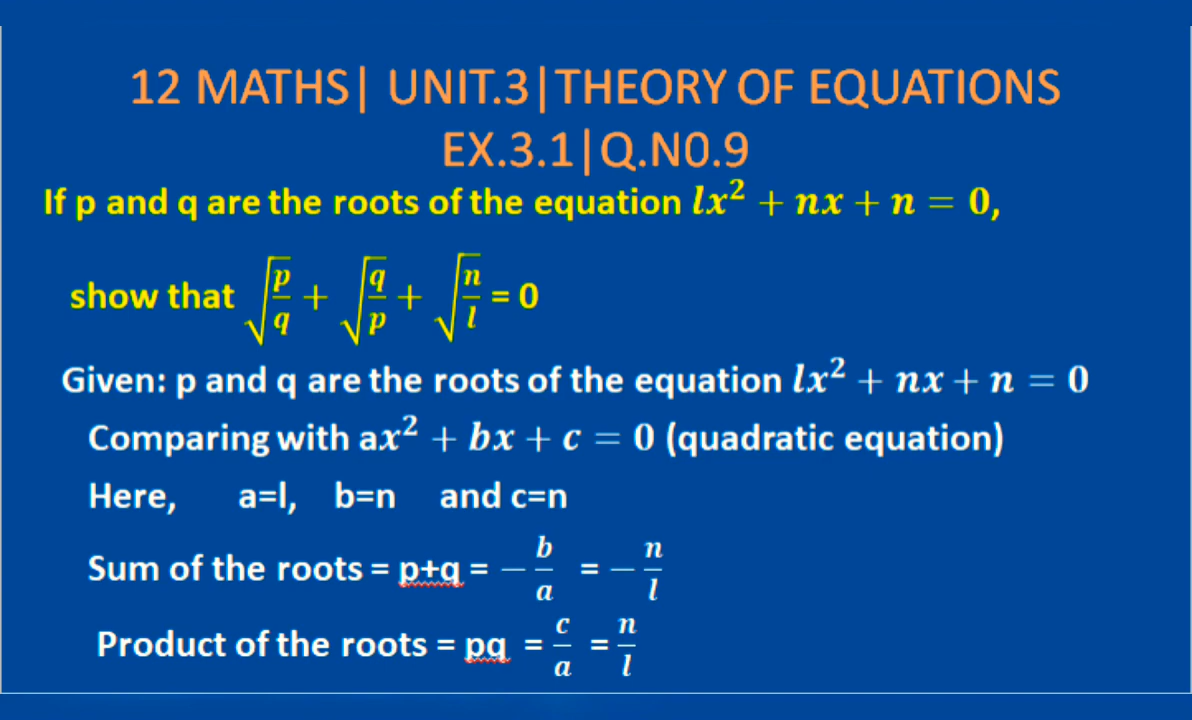 12 MATHS| UNIT.3|THEORY OF EQUATIONS
EX.3.1|Q.N0.9
If p and q are the roots of the equation lx² + nx + n = 0,
show that √(p/q) + √(q/p) + √(n/l) = 0
Given: p and q are the roots of the equation lx² + nx + n = 0
Comparing with ax² + bx + c = 0 (quadratic equation)
Here, a=l, b=n and c=n
Sum of the roots = p+q = − b/a = − n/l
Product of the roots = pq = c/a = n/l